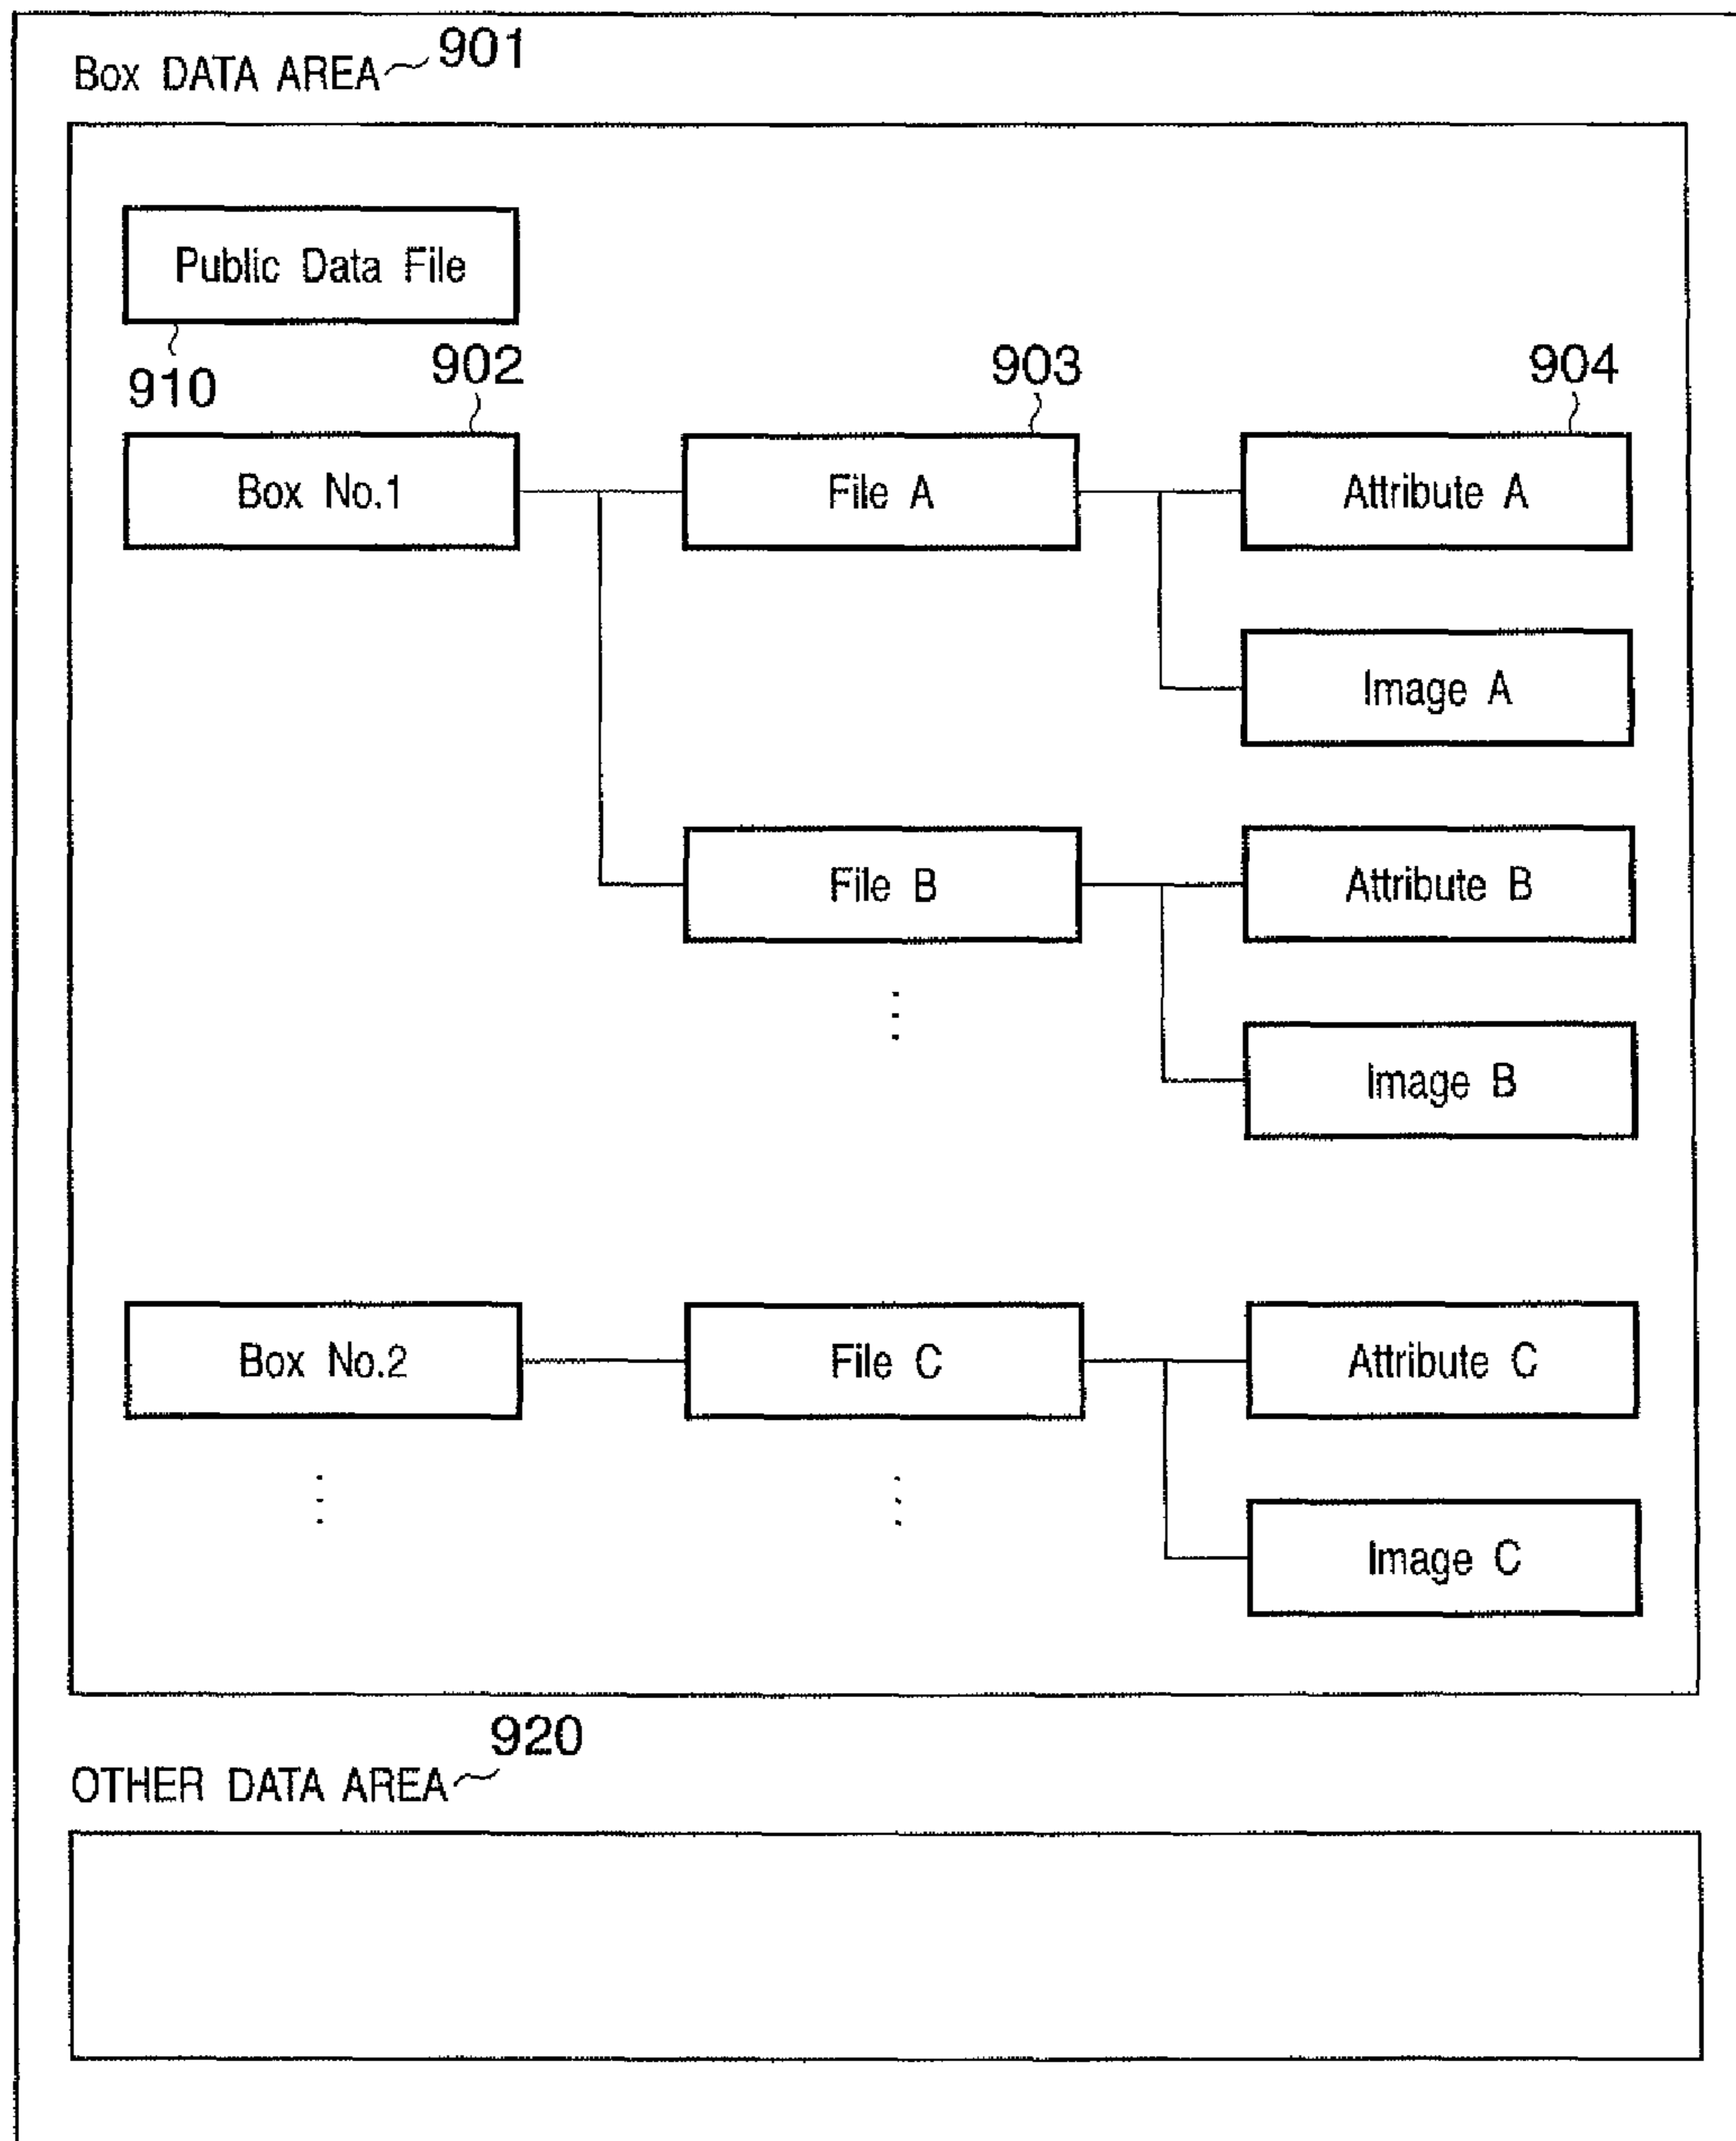 Box DATA AREA 901
Public Data File
910
902 903 904
Box No.1 File A Attribute A
Image A
File B Attribute B
Image B
Box No.2 File C Attribute C
Image C
920
OTHER DATA AREA